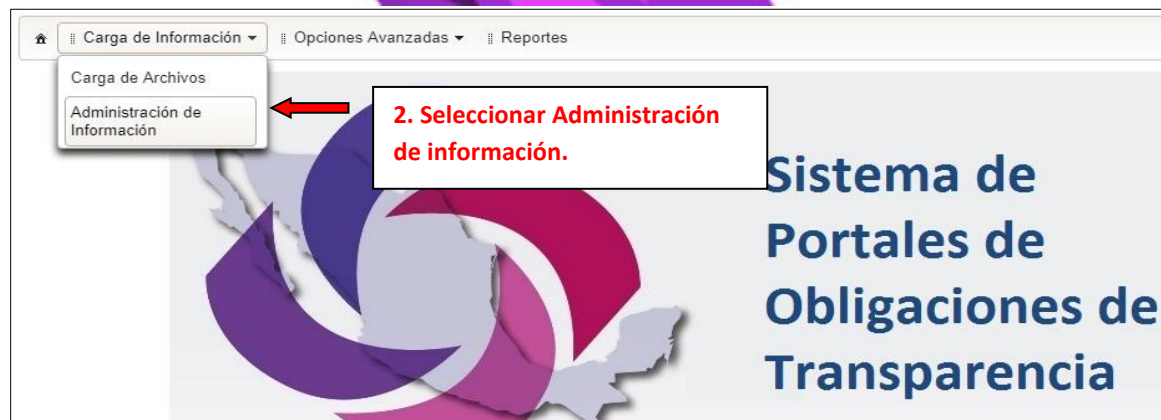 Carga de Información
Opciones Avanzadas
Reportes
Carga de Archivos
Administración de
Información
2. Seleccionar Administración
de información.
Sistema de
Portales de
Obligaciones de
Transparencia